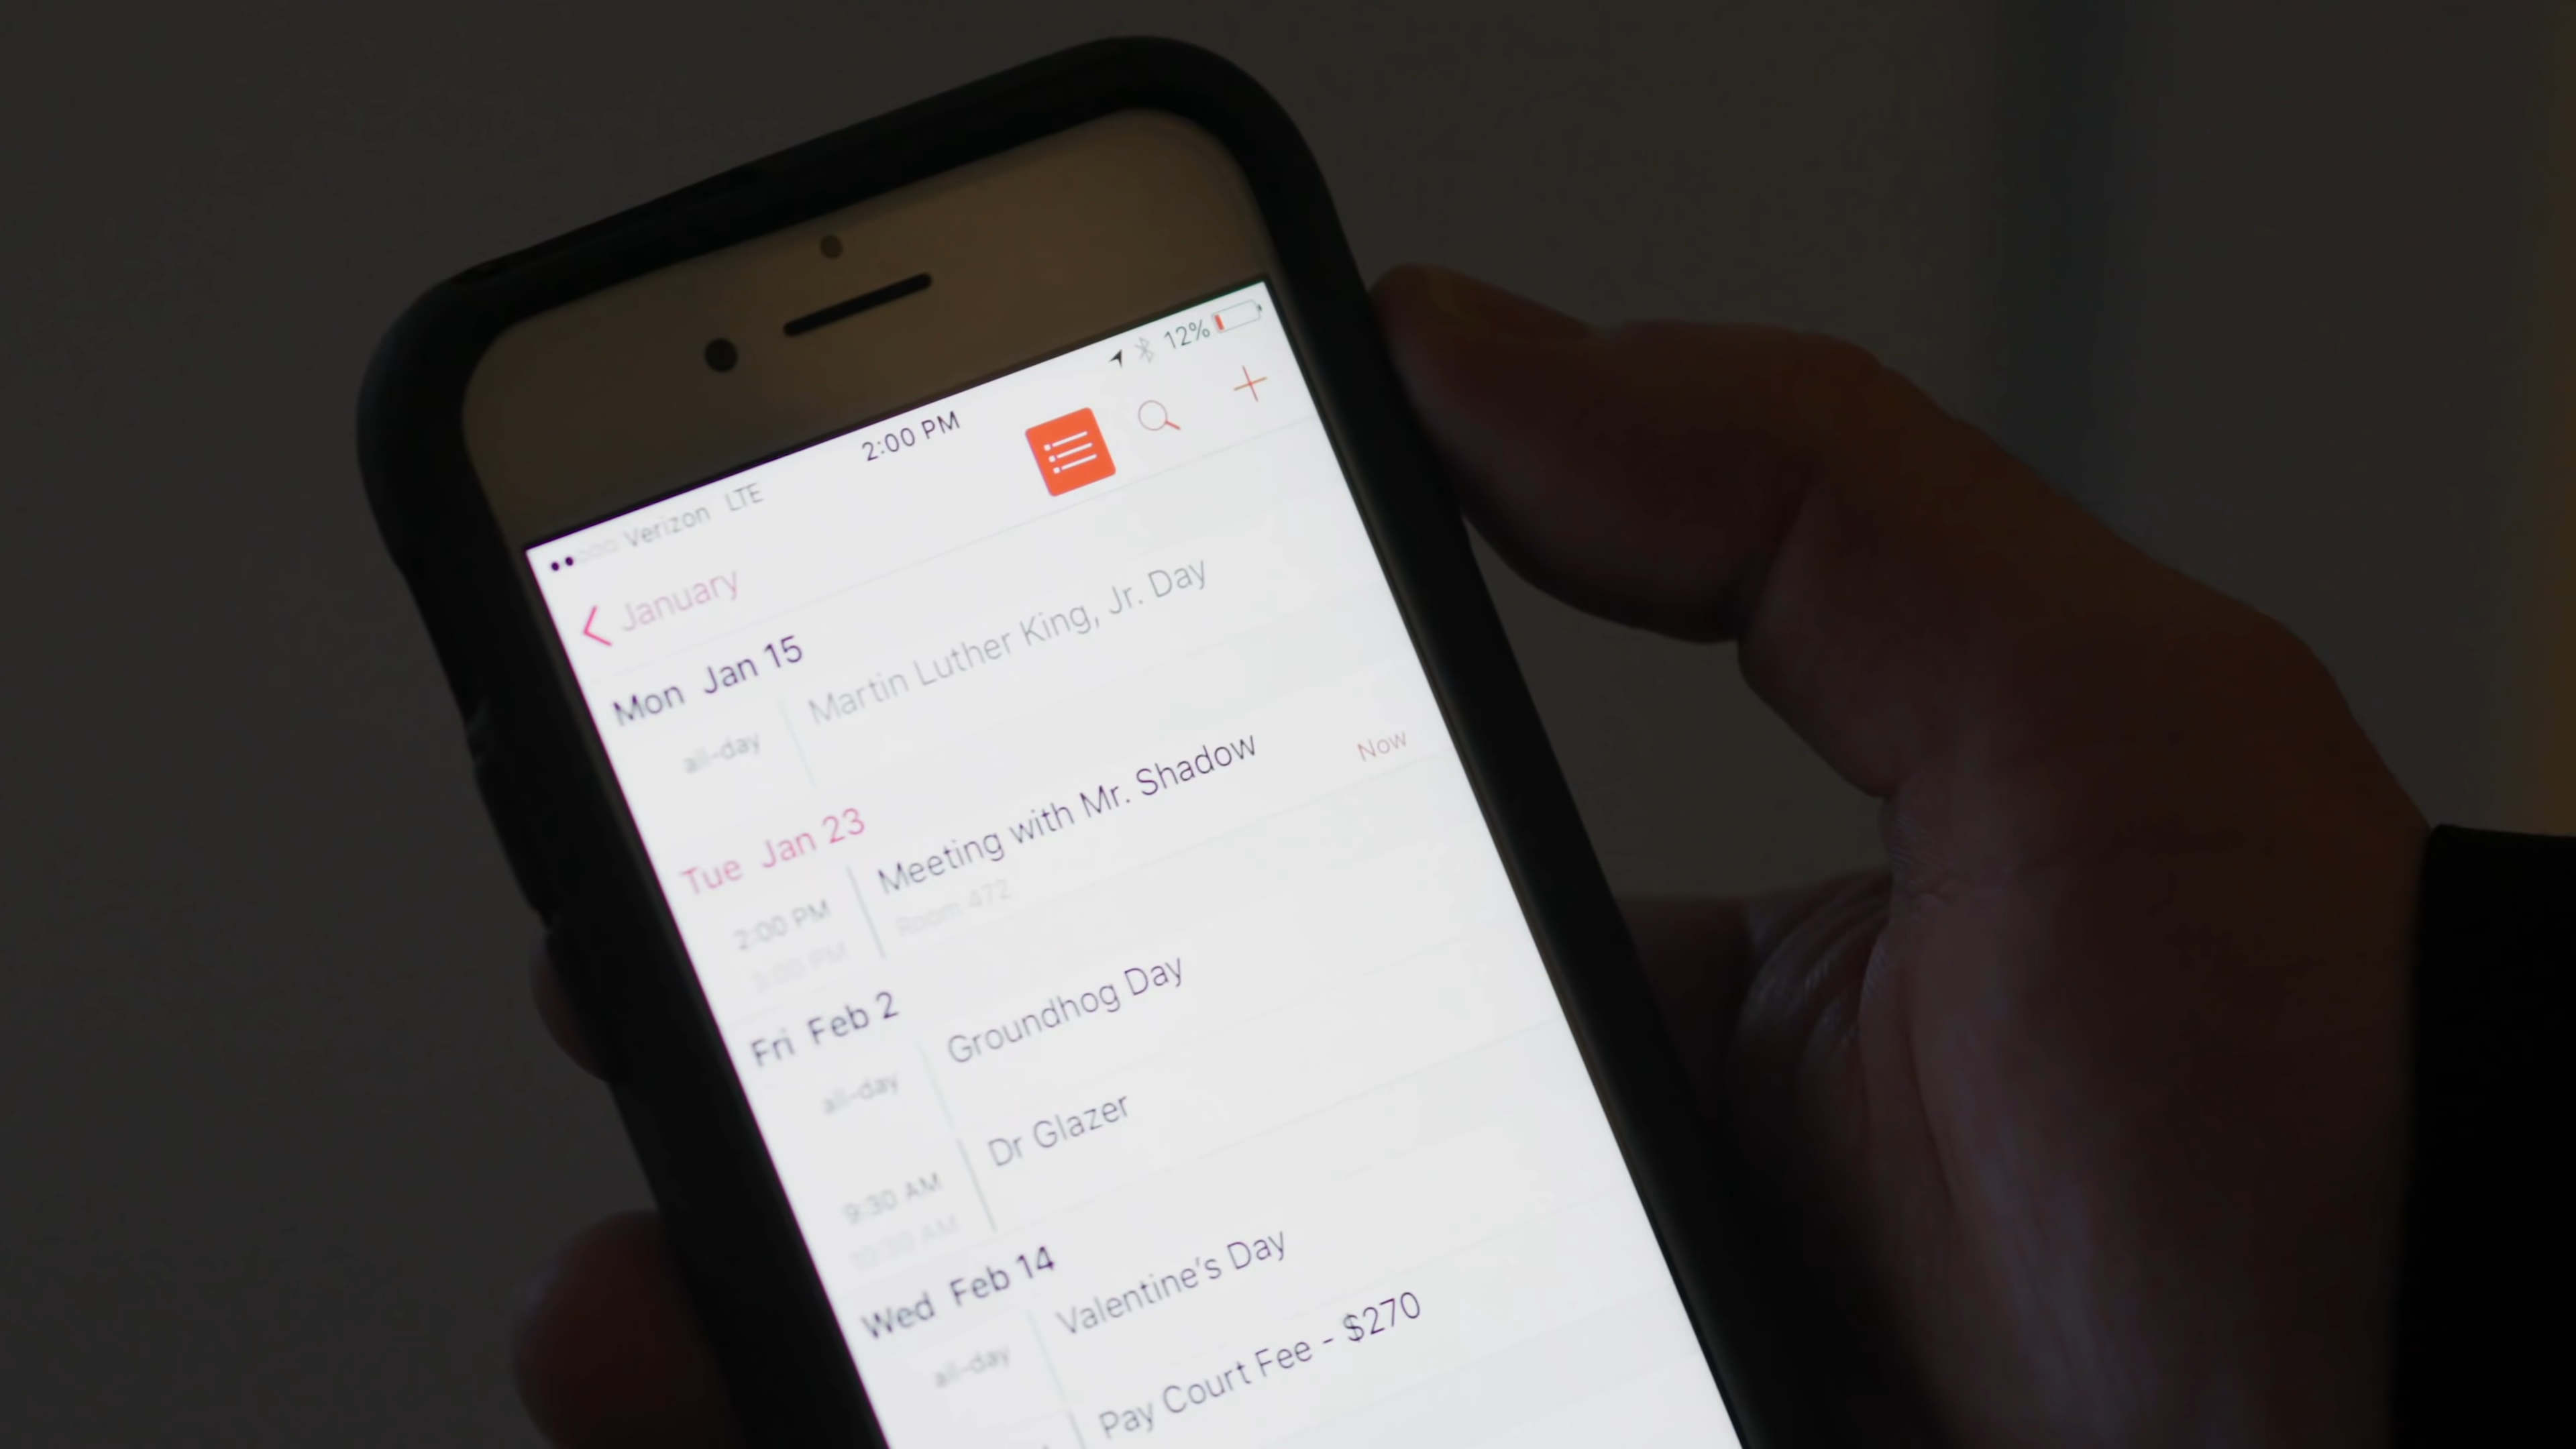 Verizon LTE 2:00 PM 12%
January
Mon Jan 15
all-day Martin Luther King, Jr. Day
Tue Jan 23
2:00 PM Meeting with Mr. Shadow Now
3:00 PM Room 472
Fri Feb 2
all-day Groundhog Day
9:30 AM Dr Glazer
10:30 AM
Wed Feb 14
all-day Valentine's Day
Pay Court Fee - $270